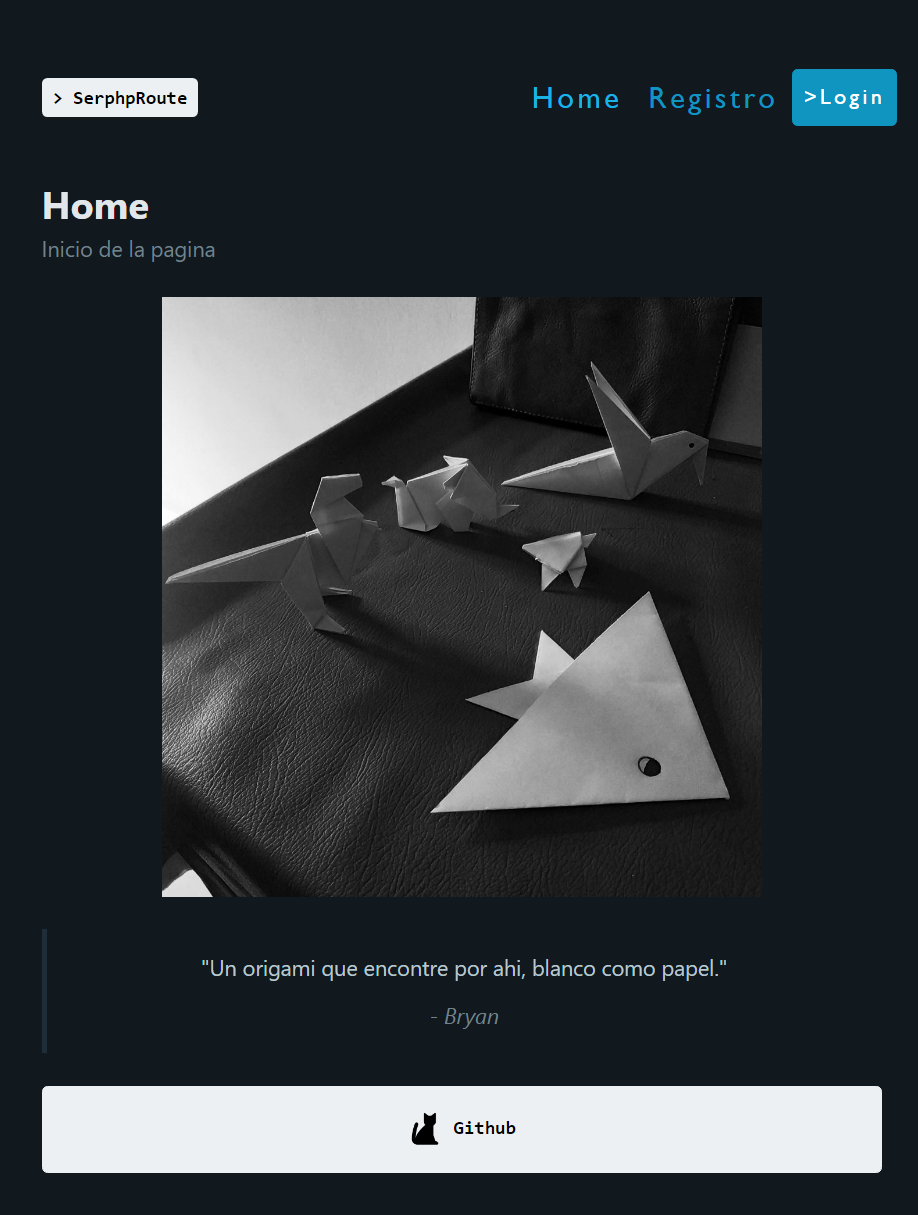 > SerphpRoute
Home Registro >Login
Home
Inicio de la pagina
"Un origami que encontre por ahi, blanco como papel."
- Bryan
Github